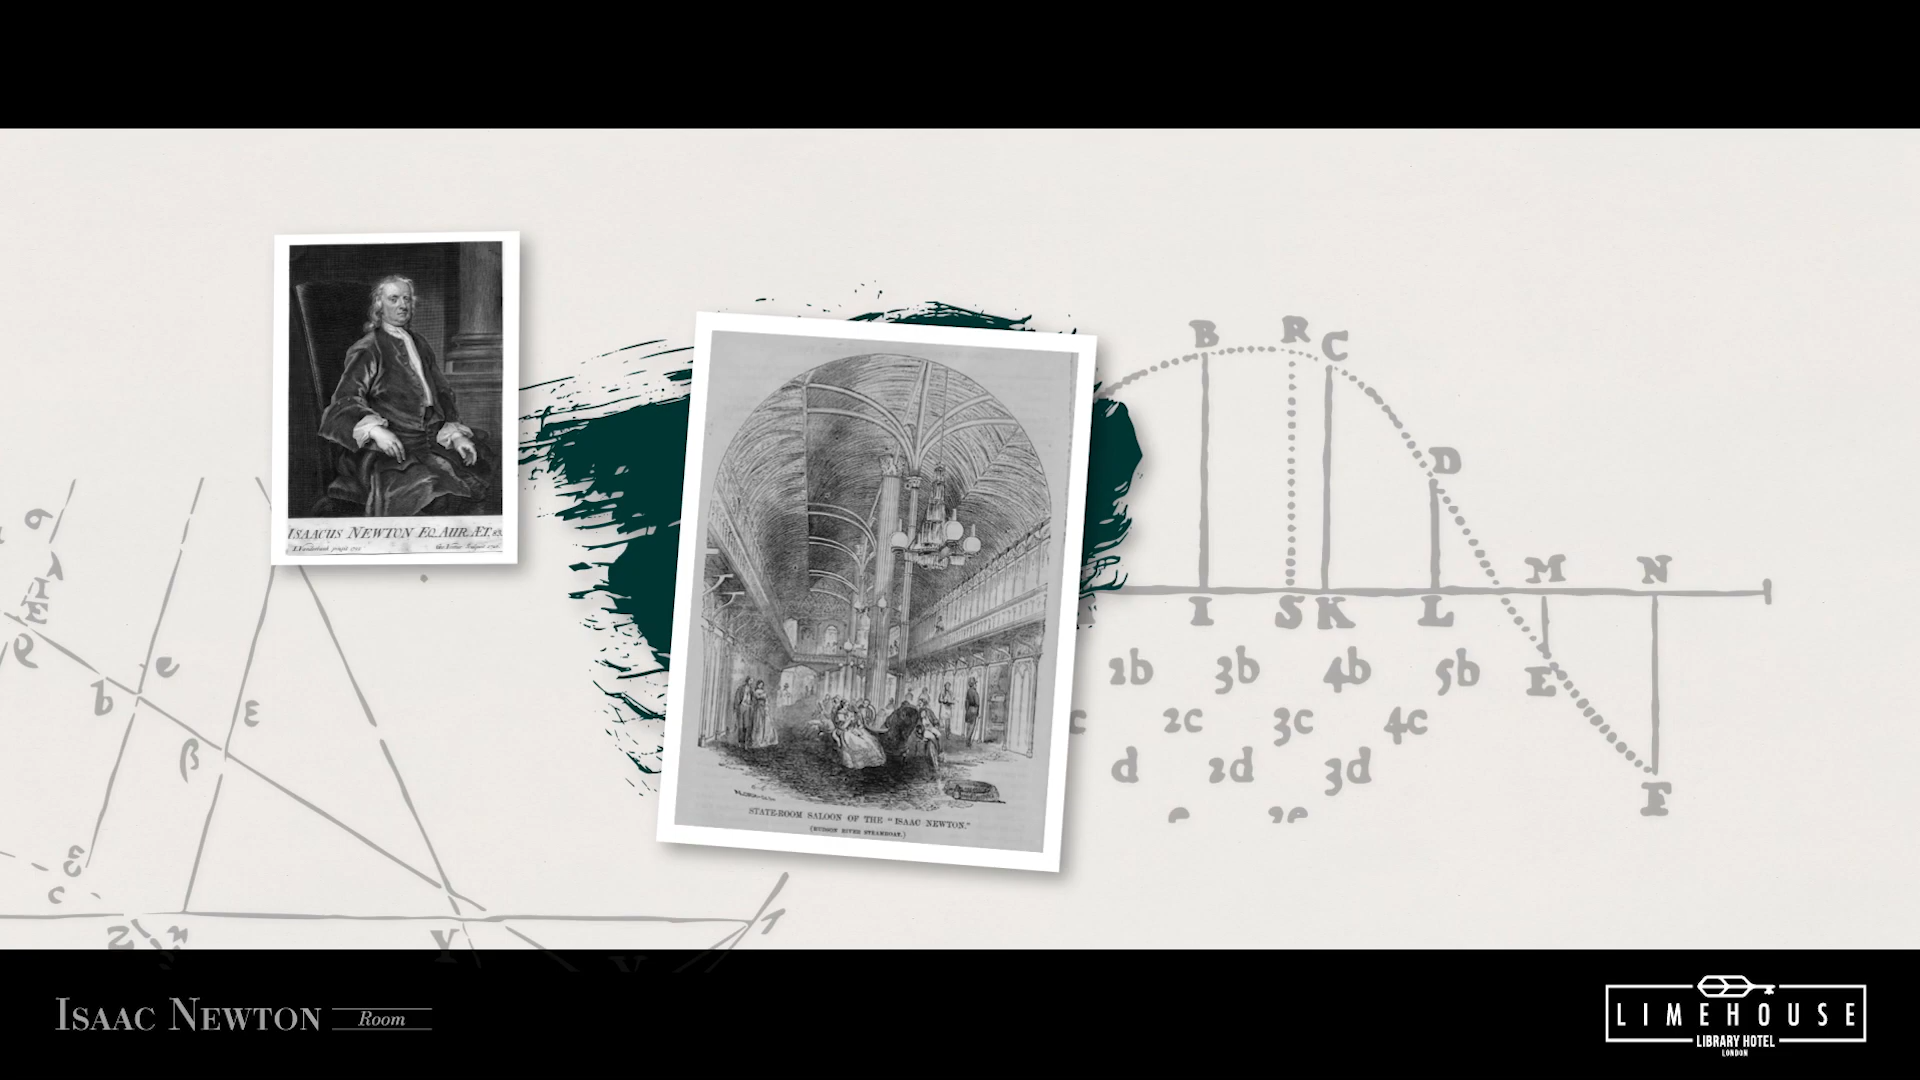 ISAACUS NEWTON EQ. AUR. ÆT. 83.
STATE-ROOM SALOON OF THE "ISAAC NEWTON."
(HUDSON RIVER STEAMBOAT.)
B R C
D
M N
I S K L
2b 3b 4b 5b
E
c 2c 3c 4c
d 2d 3d
F
e 2e
e
b
ε
β
c
Z
γ
ISAAC NEWTON Room
LIMEHOUSE
LIBRARY HOTEL
LONDON